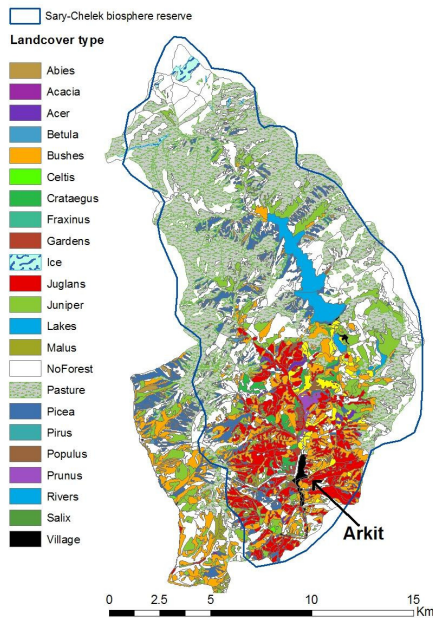 Sary-Chelek biosphere reserve
Landcover type
Abies
Acacia
Acer
Betula
Bushes
Celtis
Crataegus
Fraxinus
Gardens
Ice
Juglans
Juniper
Lakes
Malus
NoForest
Pasture
Picea
Pirus
Populus
Prunus
Rivers
Salix
Village
Arkit
0 2.5 5 10 15
Km